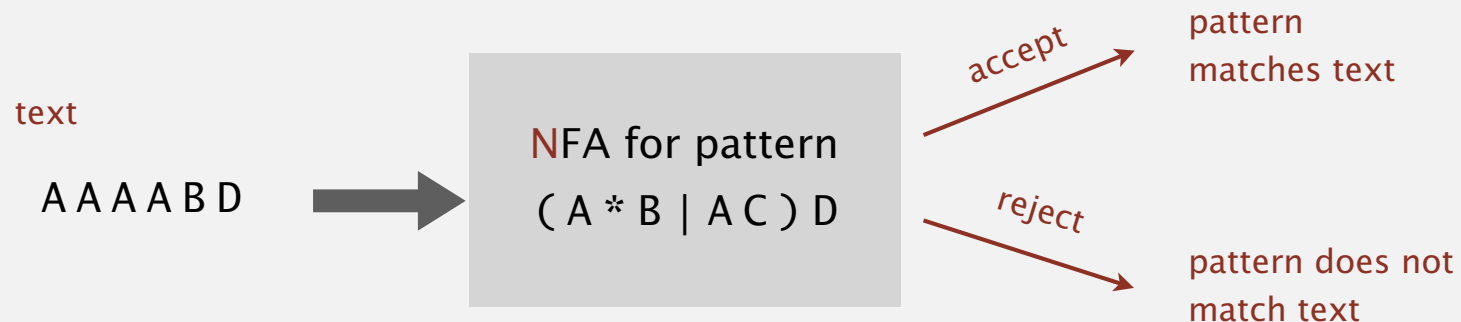 text
A A A A B D
NFA for pattern
( A * B | A C ) D
accept
pattern
matches text
reject
pattern does not
match text